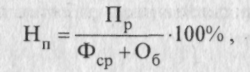 Нп = Пр / (Фср + Об) · 100% ,